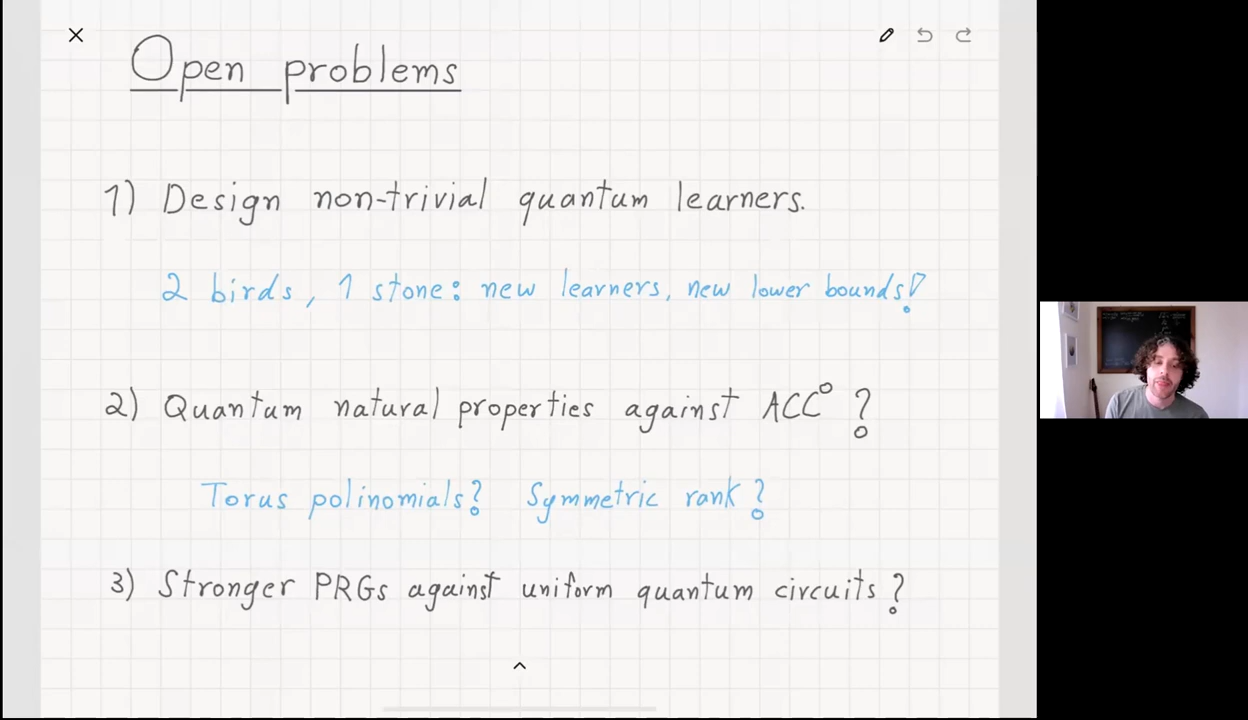 Open problems
1) Design non-trivial quantum learners.
2 birds, 1 stone: new learners, new lower bounds!
2) Quantum natural properties against ACC⁰ ?
Torus polinomials? Symmetric rank?
3) Stronger PRGs against uniform quantum circuits?